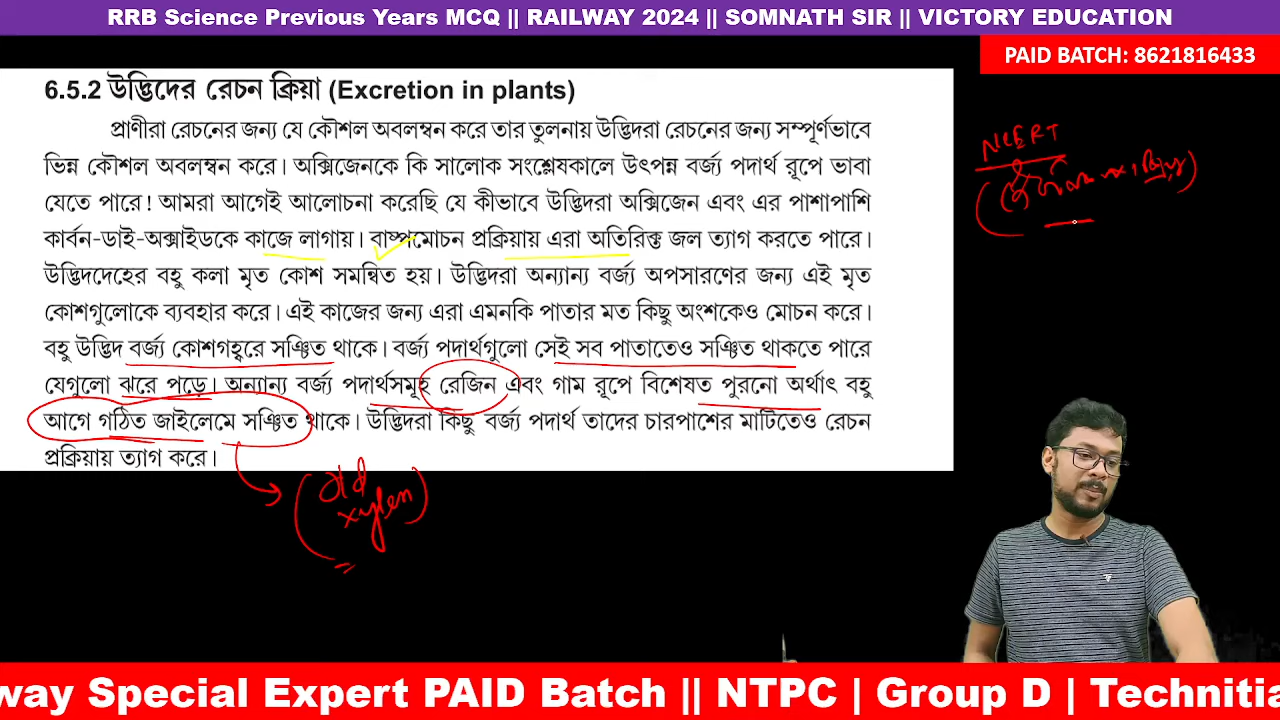 RRB Science Previous Years MCQ || RAILWAY 2024 || SOMNATH SIR || VICTORY EDUCATION
PAID BATCH: 8621816433
6.5.2 উদ্ভিদের রেচন ক্রিয়া (Excretion in plants)
প্রাণীরা রেচনের জন্য যে কৌশল অবলম্বন করে তার তুলনায় উদ্ভিদরা রেচনের জন্য সম্পূর্ণভাবে
ভিন্ন কৌশল অবলম্বন করে। অক্সিজেনকে কি সালোক সংশ্লেষকালে উৎপন্ন বর্জ্য পদার্থ রূপে ভাবা
যেতে পারে! আমরা আগেই আলোচনা করেছি যে কীভাবে উদ্ভিদরা অক্সিজেন এবং এর পাশাপাশি
কার্বন-ডাই-অক্সাইডকে কাজে লাগায়। বাষ্পমোচন প্রক্রিয়ায় এরা অতিরিক্ত জল ত্যাগ করতে পারে।
উদ্ভিদদেহের বহু কলা মৃত কোশ সমন্বিত হয়। উদ্ভিদরা অন্যান্য বর্জ্য অপসারণের জন্য এই মৃত
কোশগুলোকে ব্যবহার করে। এই কাজের জন্য এরা এমনকি পাতার মত কিছু অংশকেও মোচন করে।
বহু উদ্ভিদ বর্জ্য কোশগহ্বরে সঞ্চিত থাকে। বর্জ্য পদার্থগুলো সেই সব পাতাতেও সঞ্চিত থাকতে পারে
যেগুলো ঝরে পড়ে। অন্যান্য বর্জ্য পদার্থসমূহ রেজিন এবং গাম রূপে বিশেষত পুরনো অর্থাৎ বহু
আগে গঠিত জাইলেমে সঞ্চিত থাকে। উদ্ভিদরা কিছু বর্জ্য পদার্থ তাদের চারপাশের মাটিতেও রেচন
প্রক্রিয়ায় ত্যাগ করে।
NCERT
old
xylem
way Special Expert PAID Batch || NTPC | Group D | Technitia